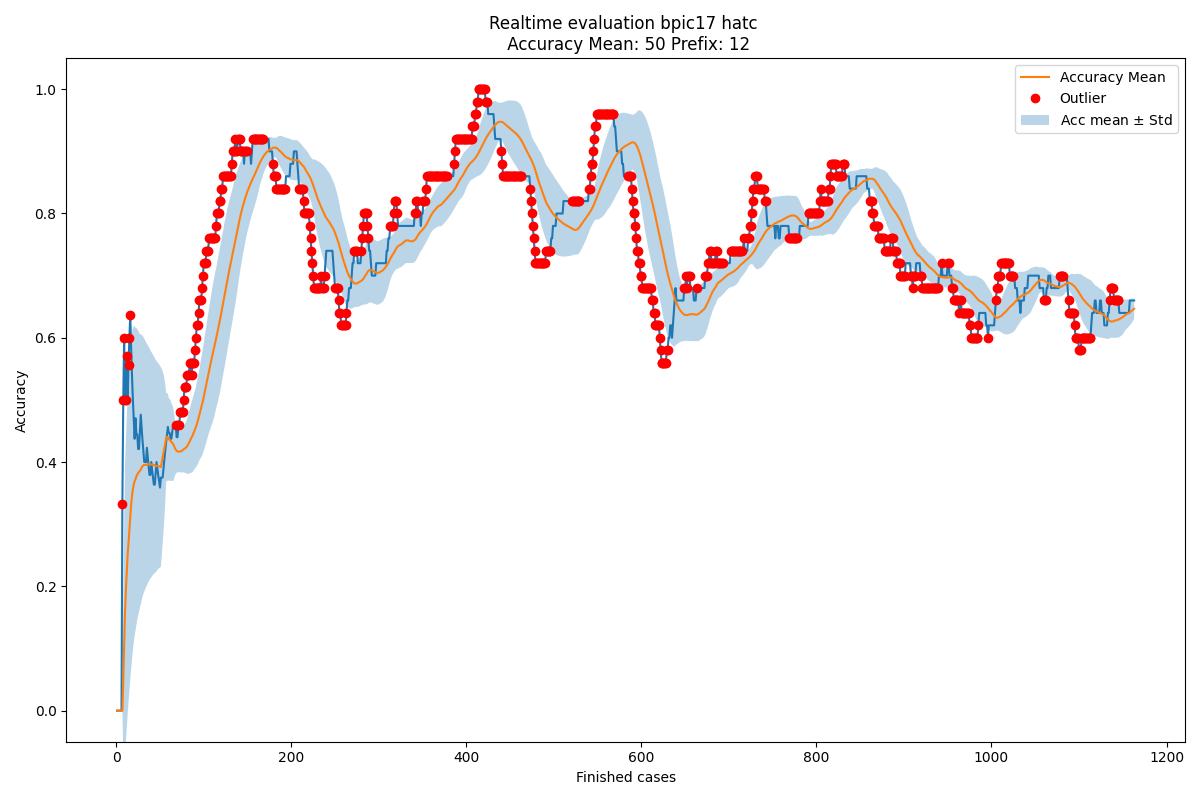 Realtime evaluation bpic17 hatc
Accuracy Mean: 50 Prefix: 12
Accuracy Mean
Outlier
Acc mean ± Std
1.0
0.8
0.6
0.4
0.2
0.0
Accuracy
0
200
400
600
800
1000
1200
Finished cases